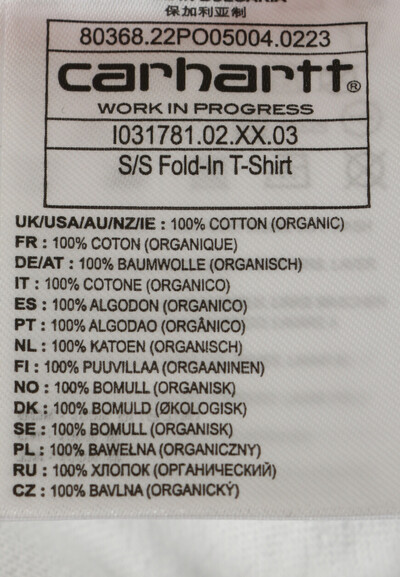 保加利亚制
80368.22PO05004.0223
carhartt®
WORK IN PROGRESS
I031781.02.XX.03
S/S Fold-In T-Shirt
UK/USA/AU/NZ/IE : 100% COTTON (ORGANIC)
FR : 100% COTON (ORGANIQUE)
DE/AT : 100% BAUMWOLLE (ORGANISCH)
IT : 100% COTONE (ORGANICO)
ES : 100% ALGODON (ORGANICO)
PT : 100% ALGODAO (ORGÂNICO)
NL : 100% KATOEN (ORGANISCH)
FI : 100% PUUVILLAA (ORGAANINEN)
NO : 100% BOMULL (ORGANISK)
DK : 100% BOMULD (ØKOLOGISK)
SE : 100% BOMULL (ORGANISK)
PL : 100% BAWEŁNA (ORGANICZNY)
RU : 100% ХЛОПОК (ОРГАНИЧЕСКИЙ)
CZ : 100% BAVLNA (ORGANICKÝ)